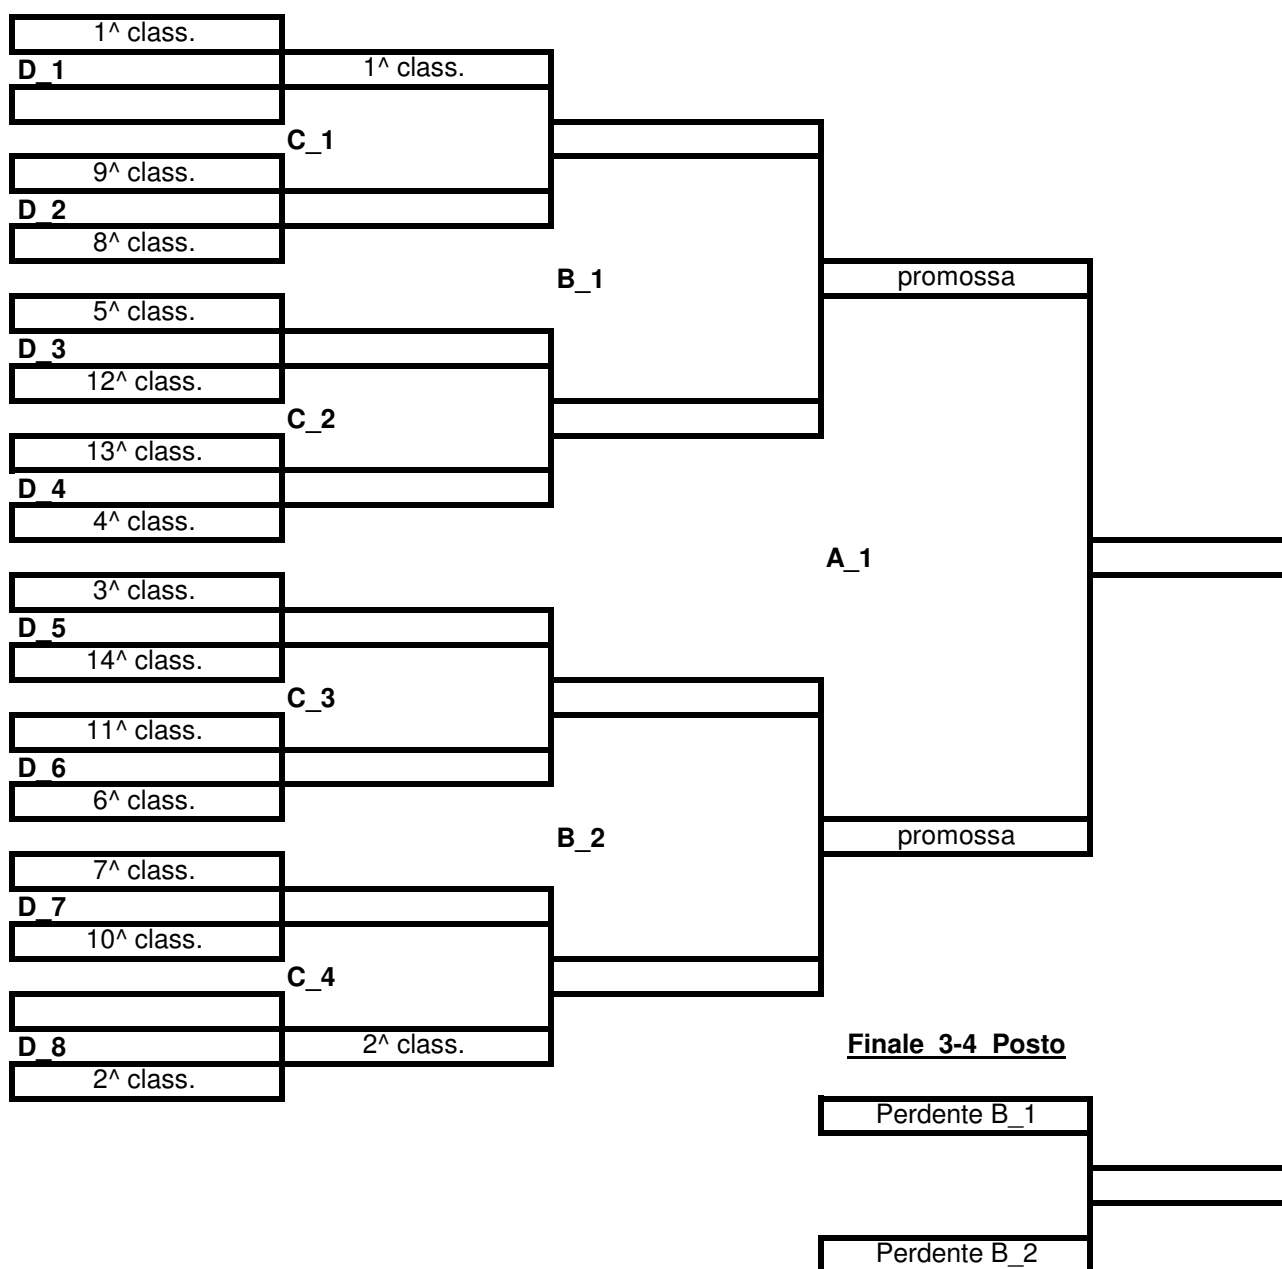 1^ class.
D_1
1^ class.
C_1
9^ class.
D_2
8^ class.
B_1
promossa
5^ class.
D_3
12^ class.
C_2
13^ class.
D_4
4^ class.
A_1
3^ class.
D_5
14^ class.
C_3
11^ class.
D_6
6^ class.
B_2
promossa
7^ class.
D_7
10^ class.
C_4
D_8
2^ class.
2^ class.
Finale 3-4 Posto
Perdente B_1
Perdente B_2